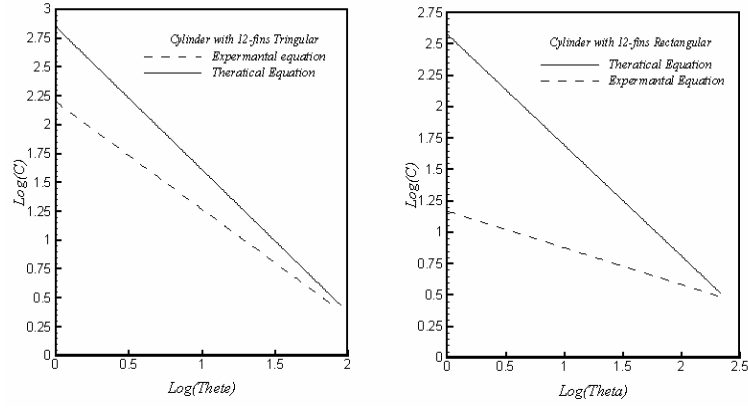 3
2.75
2.5
2.25
2
1.75
1.5
1.25
1
0.75
0.5
0.25
0
Log(C)
Cylinder with 12-fins Tringular
Expermantal equation
Theratical Equation
0 0.5 1 1.5 2
Log(Thete)
2.75
2.5
2.25
2
1.75
1.5
1.25
1
0.75
0.5
0.25
0
Log(C)
Cylinder with 12-fins Rectangular
Theratical Equation
Expermantal Equation
0 0.5 1 1.5 2 2.5
Log(Theta)